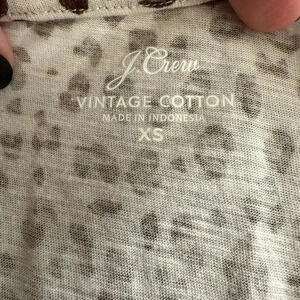 J.Crew
VINTAGE COTTON
MADE IN INDONESIA
XS